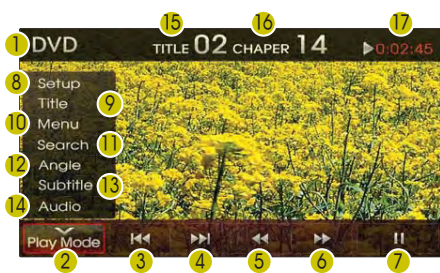 15 16 17
1 DVD TITLE 02 CHAPER 14 0:02:45
8 Setup
Title 9
10 Menu
Search 11
12 Angle
Subtitle 13
14 Audio
Play Mode
2 3 4 5 6 7